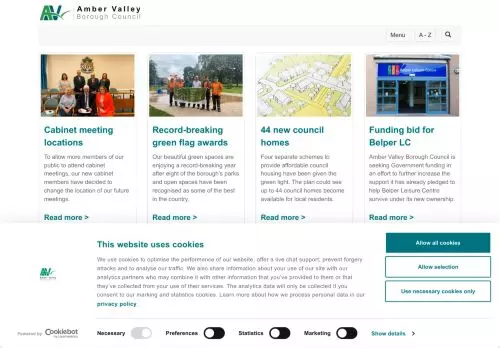 Amber Valley
Borough Council
Menu
A - Z
Cabinet meeting
locations
To allow more members of our
public to attend cabinet
meetings, our new cabinet
members have decided to
change the location of our future
meetings.
Read more >
Record-breaking
green flag awards
Our beautiful green spaces are
enjoying a record-breaking year
after eight of the borough's parks
and open spaces have been
recognised as some of the best
in the country.
Read more >
44 new council
homes
Four separate schemes to
provide affordable council
housing have been given the
green light. The plan could see
up to 44 council homes become
available for local residents.
Read more >
Belper Leisure Centre
Funding bid for
Belper LC
Amber Valley Borough Council is
seeking Government funding in
an effort to further increase the
support it has already pledged to
help Belper Leisure Centre
survive under its new ownership.
Read more >
This website uses cookies
We use cookies to optimise the performance of our website, offer a live chat support, prevent forgery
attacks and to analyse our traffic. We also share information about your use of our site with our
analytics partners who may combine it with other information that you've provided to them or that
they've collected from your use of their services. The analytics data will only be collected if you
consent to our marketing and statistics cookies. Learn more about how we process personal data in our
privacy policy.
Allow all cookies
Allow selection
Use necessary cookies only
Powered by
Cookiebot
Necessary
Preferences
Statistics
Marketing
Show details >